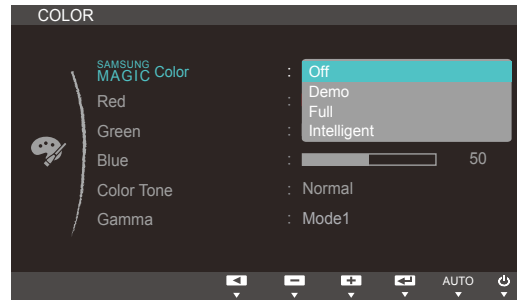 COLOR
SAMSUNG
MAGIC Color : Off
Demo
Red :
Full
Green : Intelligent
Blue : 50
Color Tone : Normal
Gamma : Mode1
AUTO